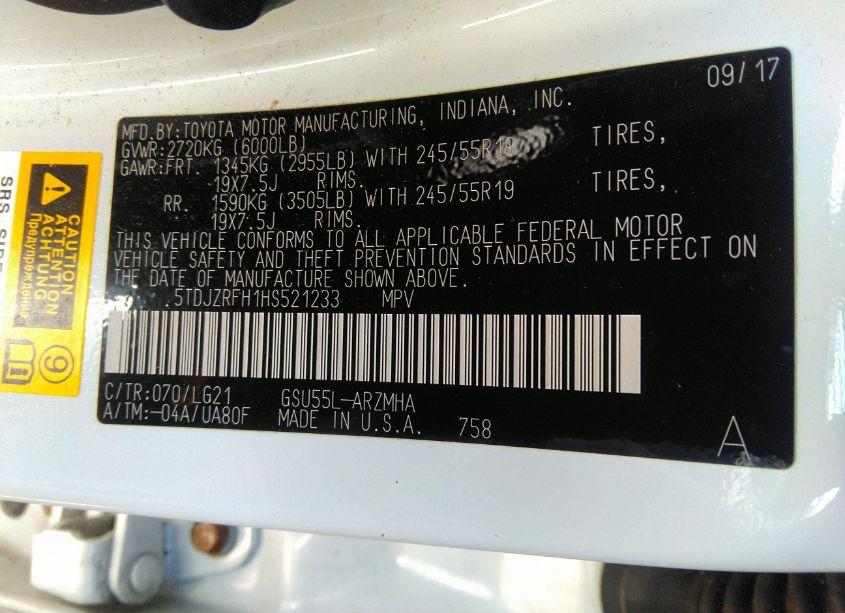 09/17
MFD.BY:TOYOTA MOTOR MANUFACTURING, INDIANA, INC.
GVWR:2720KG (6000LB)
GAWR:FRT. 1345KG (2955LB) WITH 245/55R19 TIRES,
19X7.5J RIMS.
RR. 1590KG (3505LB) WITH 245/55R19 TIRES,
19X7.5J RIMS.
THIS VEHICLE CONFORMS TO ALL APPLICABLE FEDERAL MOTOR
VEHICLE SAFETY AND THEFT PREVENTION STANDARDS IN EFFECT ON
THE DATE OF MANUFACTURE SHOWN ABOVE.
5TDJZRFH1HS521233 MPV
C/TR:070/LG21 GSU55L-ARZMHA
A/TM:-04A/UA80F MADE IN U.S.A. 758
A
CAUTION
ATTENTION
ACHTUNG
Предупреждение
9
SRS SIDE